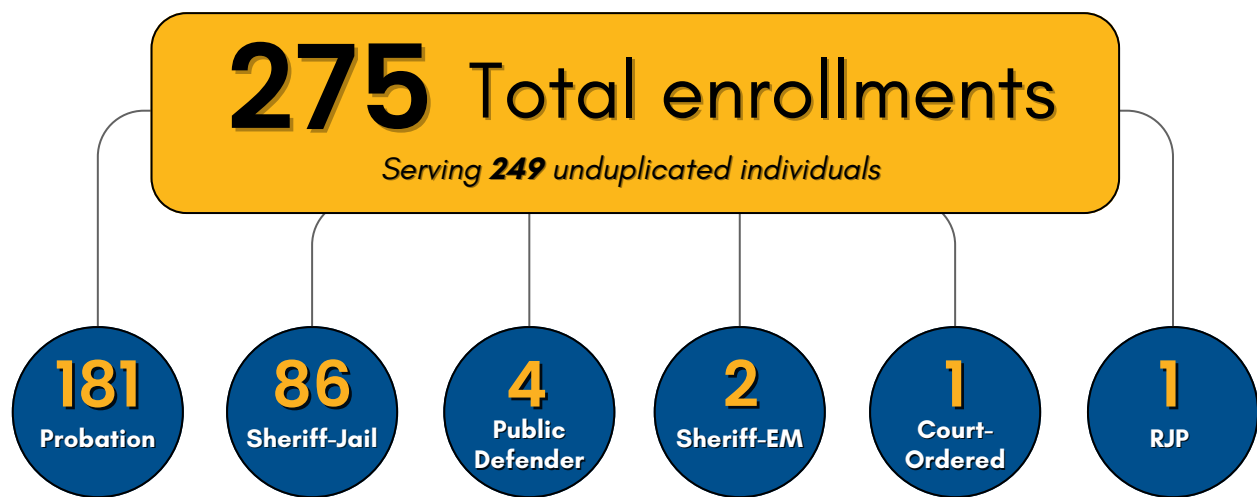 275 Total enrollments
Serving 249 unduplicated individuals
181
Probation
86
Sheriff-Jail
4
Public
Defender
2
Sheriff-EM
1
Court-
Ordered
1
RJP